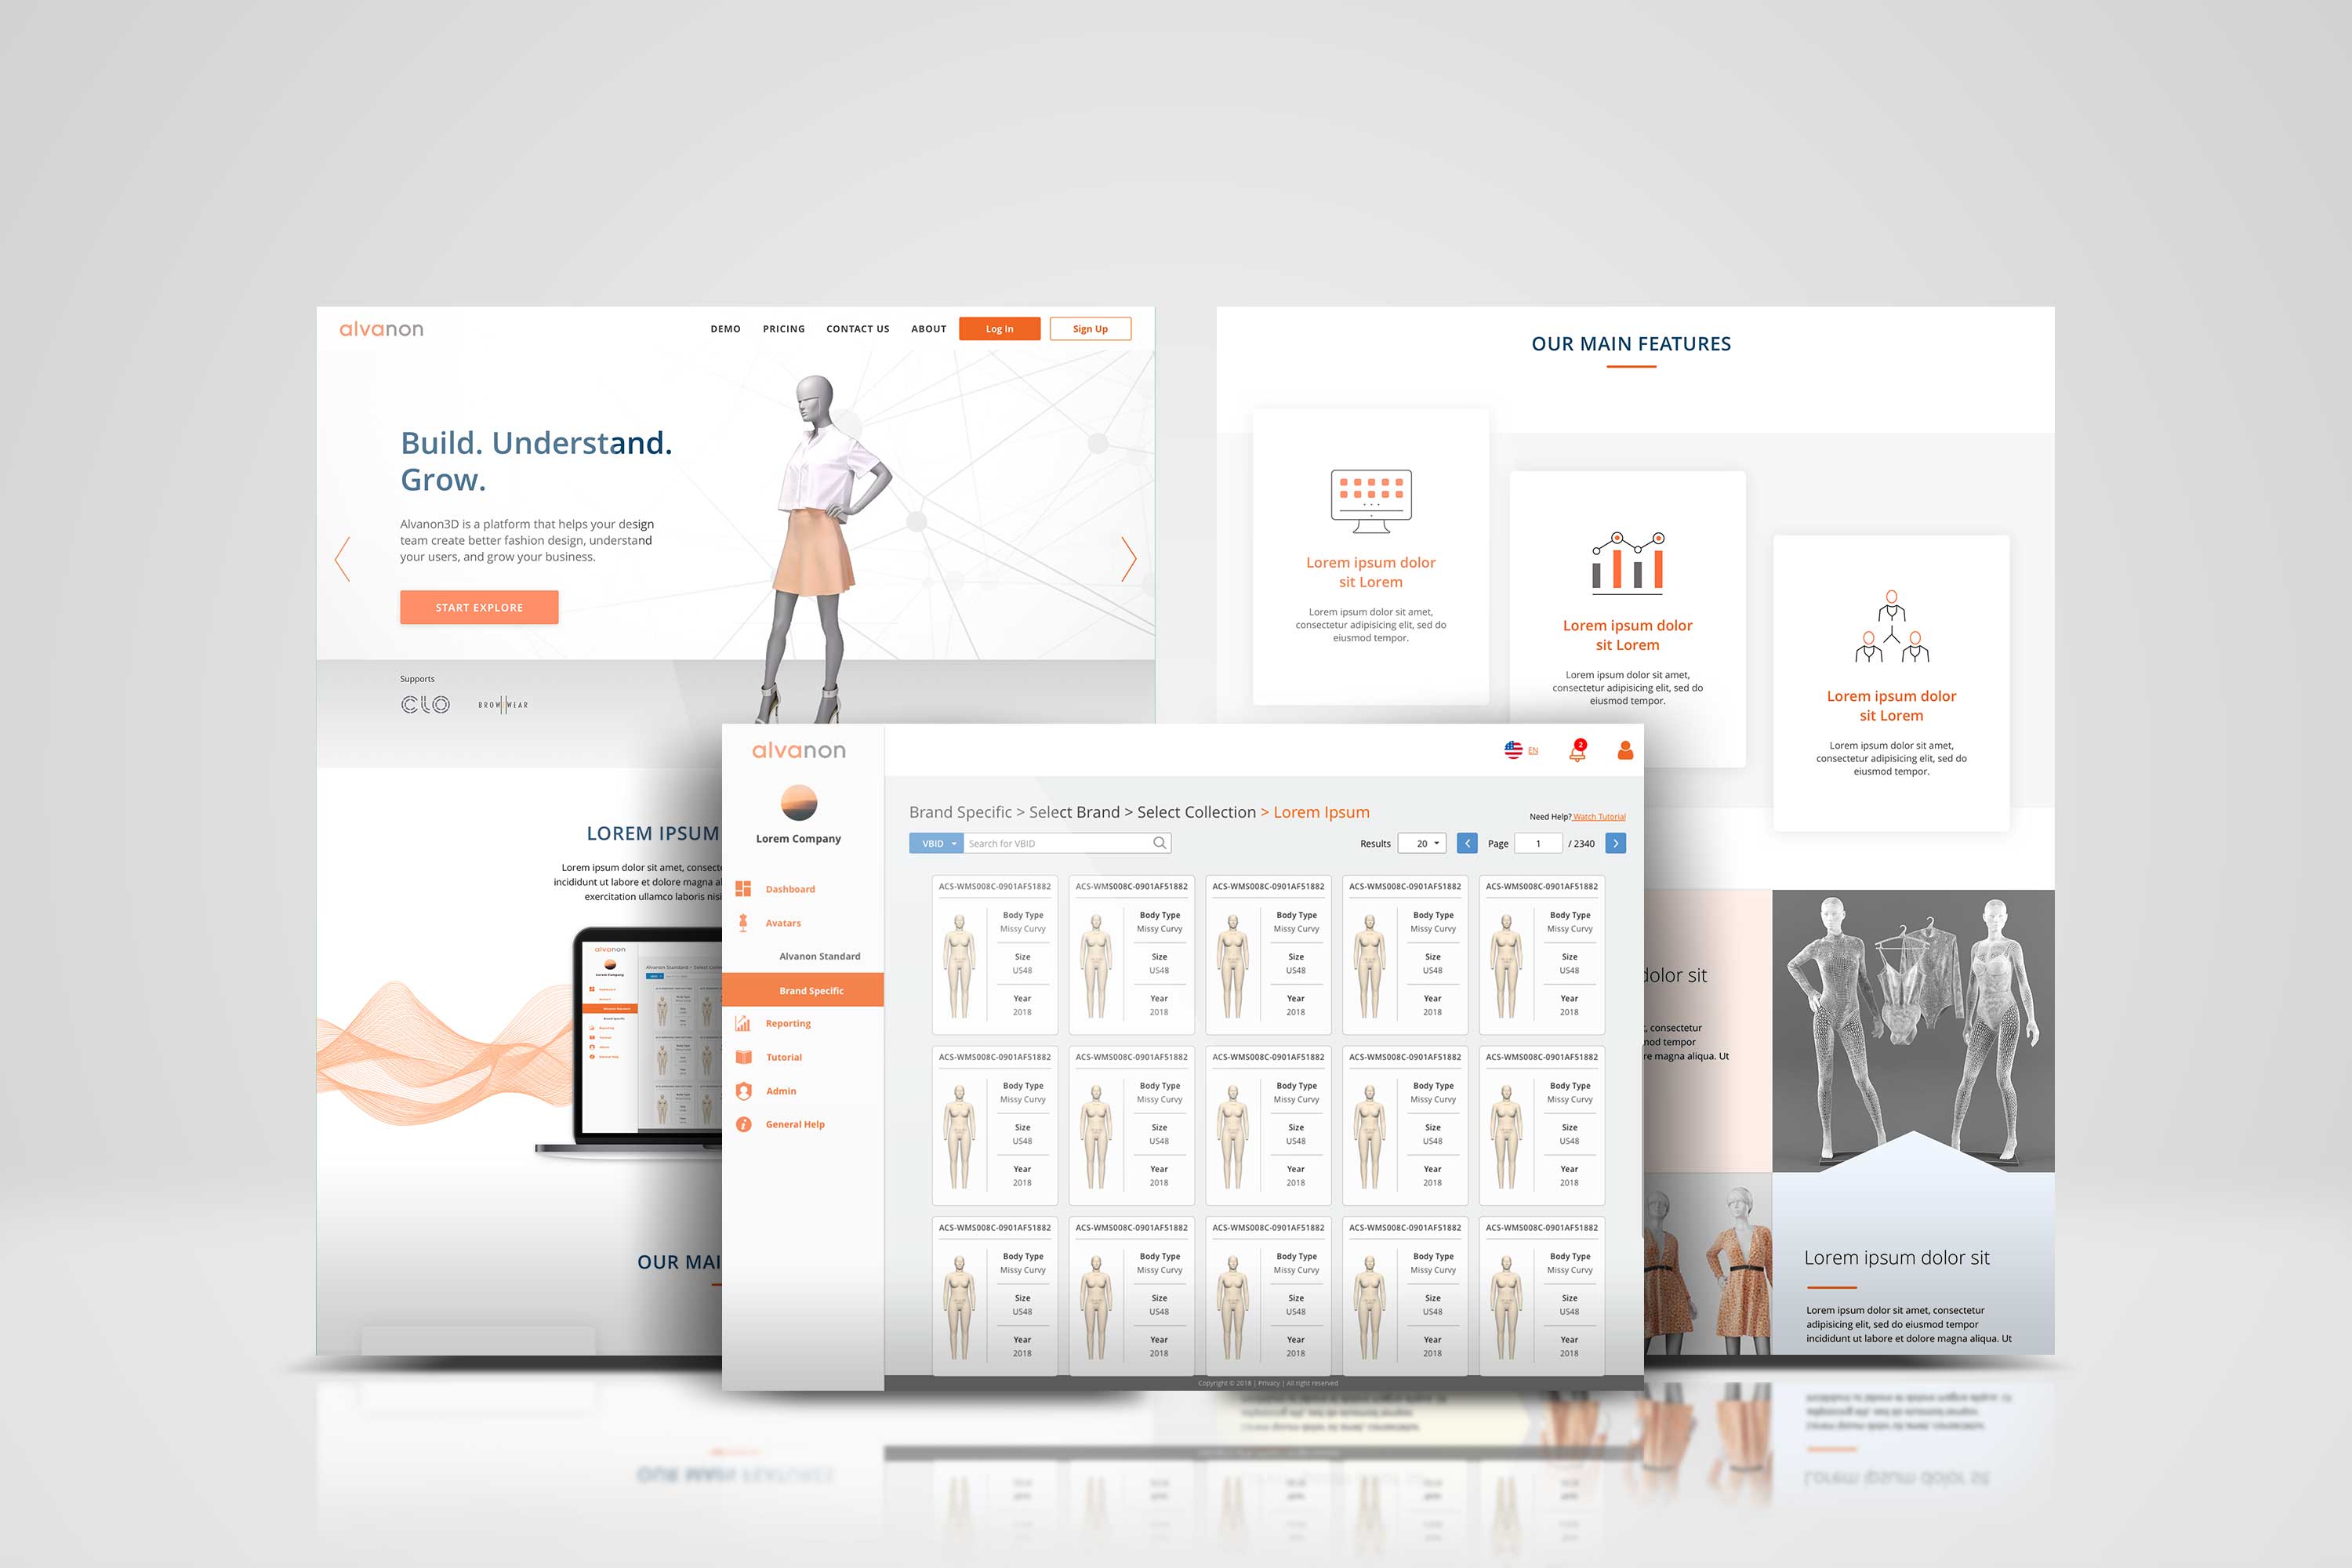 alvanon
DEMO PRICING CONTACT US ABOUT Log In Sign Up
Build. Understand.
Grow.
Alvanon3D is a platform that helps your design
team create better fashion design, understand
your users, and grow your business.
START EXPLORE
Supports
CLO BROWZWEAR
LOREM IPSUM
Lorem ipsum dolor sit amet, consecte
incididunt ut labore et dolore magna al
exercitation ullamco laboris nisi
alvanon
Lorem Company
OUR MAI
OUR MAIN FEATURES
Lorem ipsum dolor
sit Lorem
Lorem ipsum dolor sit amet,
consectetur adipisicing elit, sed do
eiusmod tempor.
Lorem ipsum dolor
sit Lorem
Lorem ipsum dolor sit amet,
consectetur adipisicing elit, sed do
eiusmod tempor.
Lorem ipsum dolor
sit Lorem
Lorem ipsum dolor sit amet,
consectetur adipisicing elit, sed do
eiusmod tempor.
dolor sit
, consectetur
mod tempor
re magna aliqua. Ut
Lorem ipsum dolor sit
Lorem ipsum dolor sit amet, consectetur
adipisicing elit, sed do eiusmod tempor
incididunt ut labore et dolore magna aliqua. Ut
alvanon
Lorem Company
Dashboard
Avatars
Alvanon Standard
Brand Specific
Reporting
Tutorial
Admin
General Help
EN 2
Brand Specific > Select Brand > Select Collection > Lorem Ipsum
Need Help? Watch Tutorial
VBID Search for VBID Results 20 Page 1 / 2340
ACS-WMS008C-0901AF51882 ACS-WMS008C-0901AF51882 ACS-WMS008C-0901AF51882 ACS-WMS008C-0901AF51882 ACS-WMS008C-0901AF51882
Body Type Body Type Body Type Body Type Body Type
Missy Curvy Missy Curvy Missy Curvy Missy Curvy Missy Curvy
Size Size Size Size Size
US48 US48 US48 US48 US48
Year Year Year Year Year
2018 2018 2018 2018 2018
ACS-WMS008C-0901AF51882 ACS-WMS008C-0901AF51882 ACS-WMS008C-0901AF51882 ACS-WMS008C-0901AF51882 ACS-WMS008C-0901AF51882
Body Type Body Type Body Type Body Type Body Type
Missy Curvy Missy Curvy Missy Curvy Missy Curvy Missy Curvy
Size Size Size Size Size
US48 US48 US48 US48 US48
Year Year Year Year Year
2018 2018 2018 2018 2018
ACS-WMS008C-0901AF51882 ACS-WMS008C-0901AF51882 ACS-WMS008C-0901AF51882 ACS-WMS008C-0901AF51882 ACS-WMS008C-0901AF51882
Body Type Body Type Body Type Body Type Body Type
Missy Curvy Missy Curvy Missy Curvy Missy Curvy Missy Curvy
Size Size Size Size Size
US48 US48 US48 US48 US48
Year Year Year Year Year
2018 2018 2018 2018 2018
Copyright © 2018 | Privacy | All right reserved